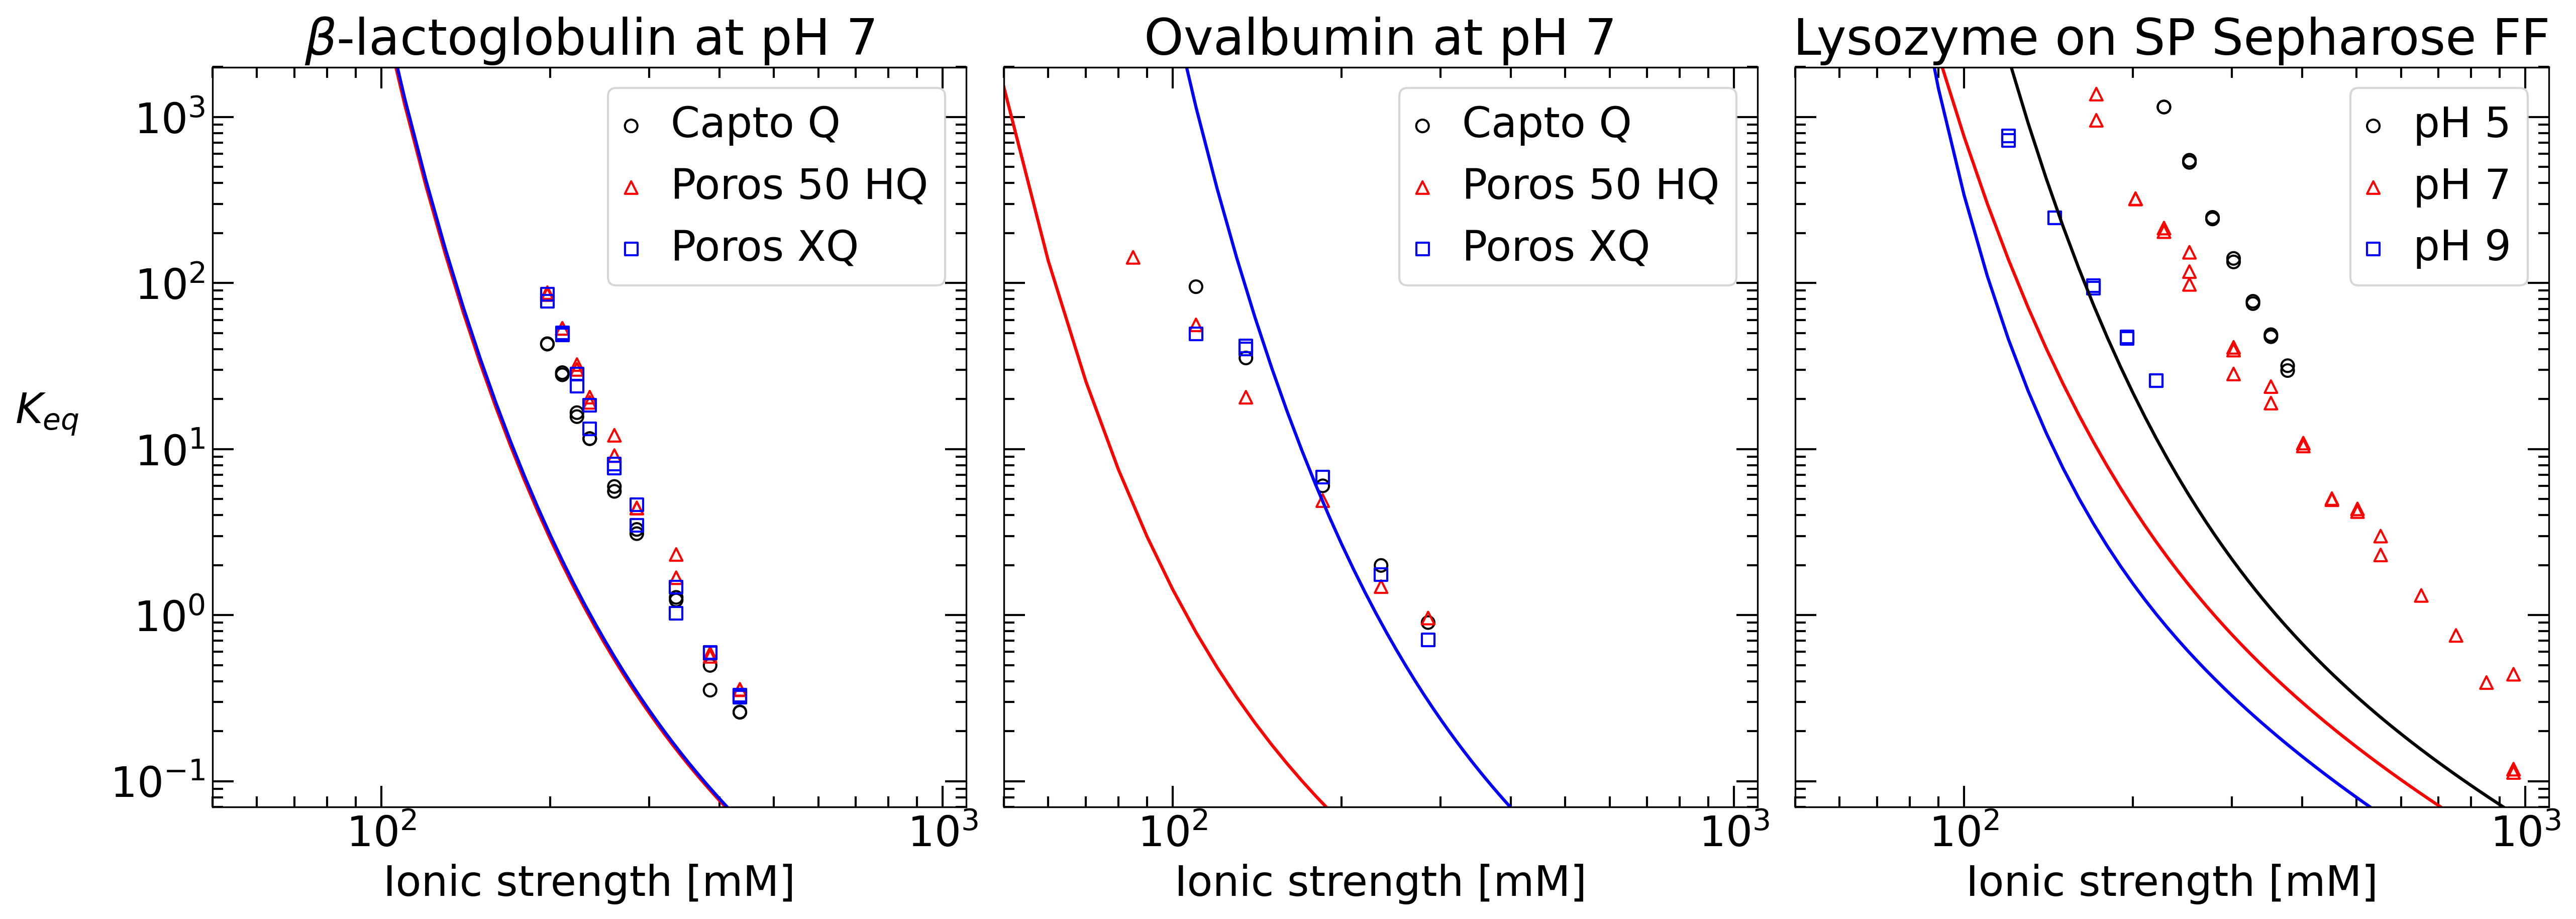 β-lactoglobulin at pH 7
Ovalbumin at pH 7
Lysozyme on SP Sepharose FF
K_eq
10³
10²
10¹
10⁰
10⁻¹
Capto Q
Poros 50 HQ
Poros XQ
Capto Q
Poros 50 HQ
Poros XQ
pH 5
pH 7
pH 9
10² 10³
10² 10³
10² 10³
Ionic strength [mM]
Ionic strength [mM]
Ionic strength [mM]